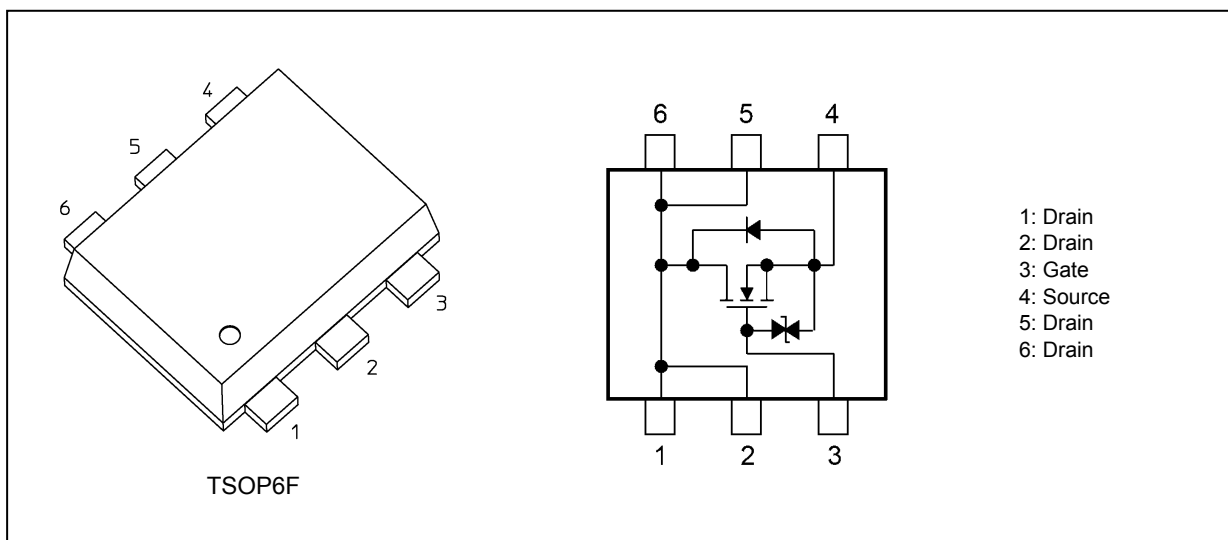 4
5
6
3
2
1
TSOP6F
6 5 4
1 2 3
1: Drain
2: Drain
3: Gate
4: Source
5: Drain
6: Drain